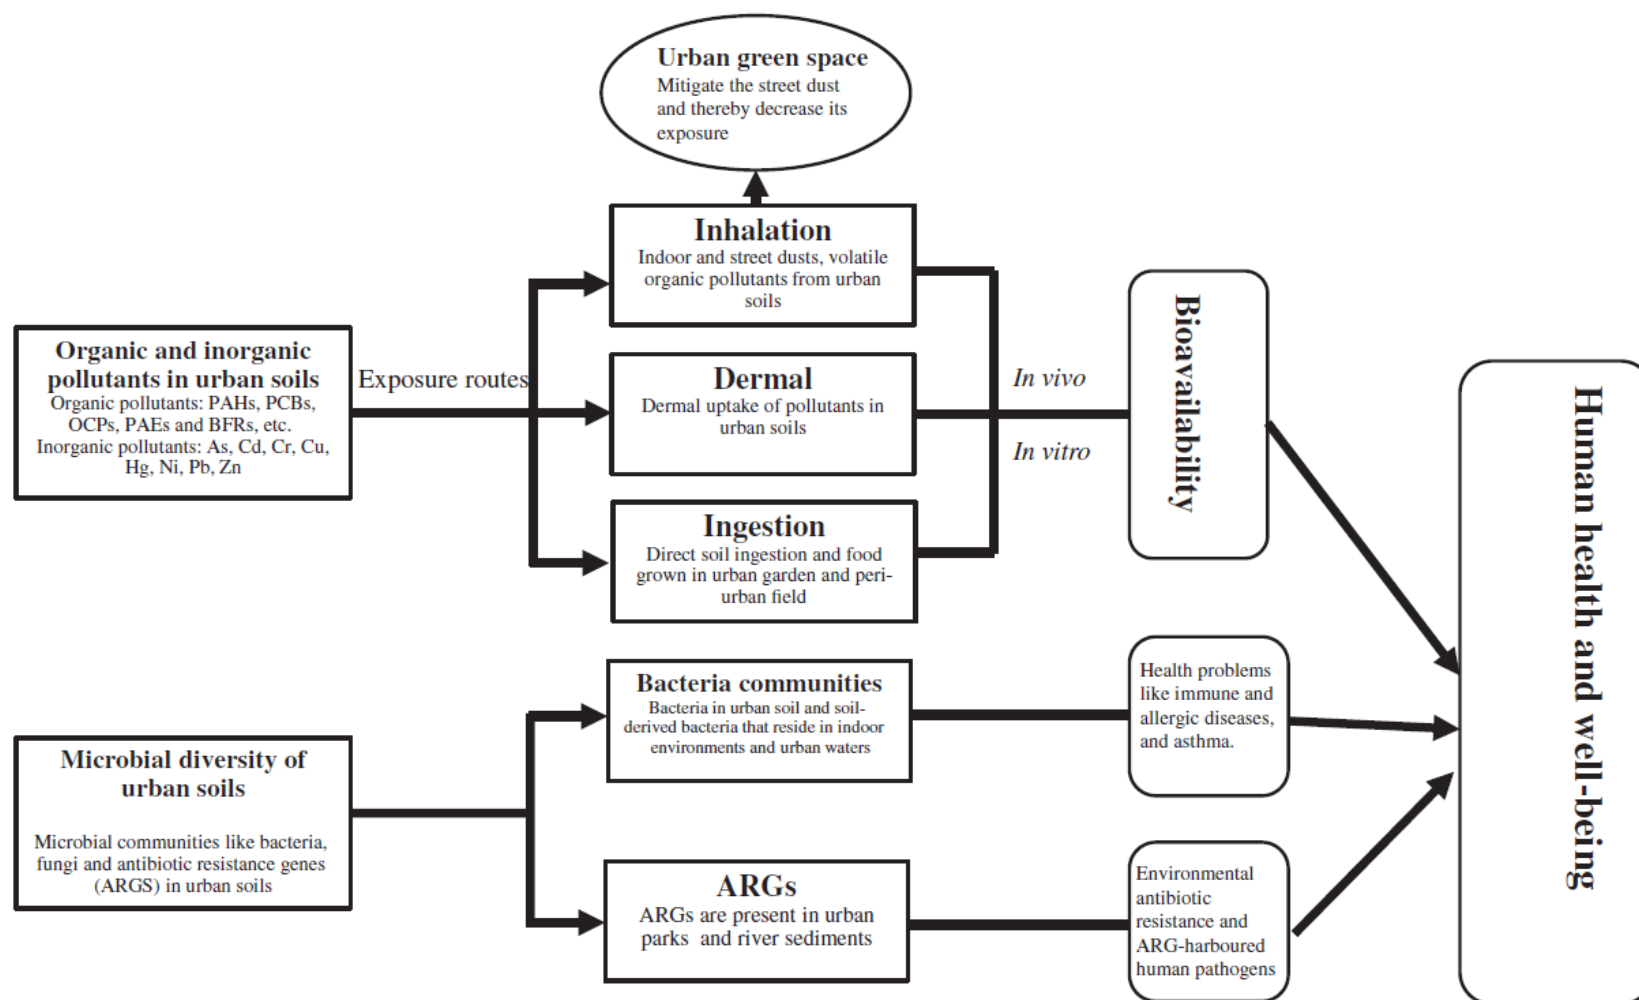 Urban green space
Mitigate the street dust
and thereby decrease its
exposure
Inhalation
Indoor and street dusts, volatile
organic pollutants from urban
soils
Organic and inorganic
pollutants in urban soils
Organic pollutants: PAHs, PCBs,
OCPs, PAEs and BFRs, etc.
Inorganic pollutants: As, Cd, Cr, Cu,
Hg, Ni, Pb, Zn
Exposure routes
Dermal
Dermal uptake of pollutants in
urban soils
Ingestion
Direct soil ingestion and food
grown in urban garden and peri-
urban field
In vivo
In vitro
Bioavailability
Human health and well-being
Microbial diversity of
urban soils
Microbial communities like bacteria,
fungi and antibiotic resistance genes
(ARGS) in urban soils
Bacteria communities
Bacteria in urban soil and soil-
derived bacteria that reside in indoor
environments and urban waters
Health problems
like immune and
allergic diseases,
and asthma.
ARGs
ARGs are present in urban
parks and river sediments
Environmental
antibiotic
resistance and
ARG-harboured
human pathogens